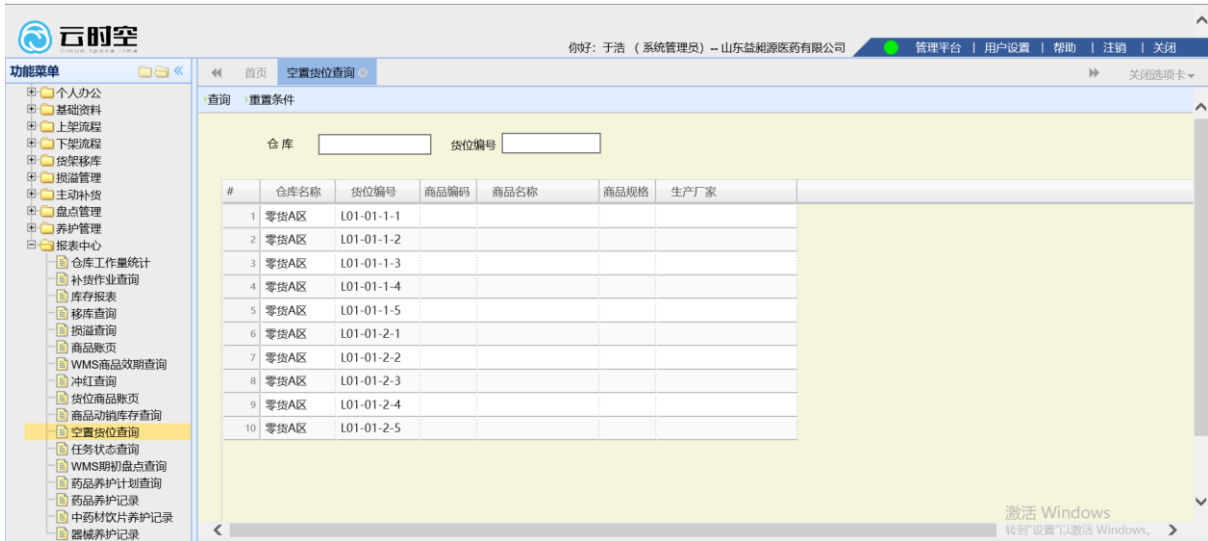 云时空
你好：于浩 （系统管理员）-- 山东益昶源医药有限公司
管理平台 | 用户设置 | 帮助 | 注销 | 关闭
功能菜单
首页
空置货位查询
关闭选项卡
个人办公
基础资料
上架流程
下架流程
货架移库
损溢管理
主动补货
盘点管理
养护管理
报表中心
仓库工作量统计
补货作业查询
库存报表
移库查询
损溢查询
商品账页
WMS商品效期查询
冲红查询
货位商品账页
商品动销库存查询
空置货位查询
任务状态查询
WMS期初盘点查询
药品养护计划查询
药品养护记录
中药材饮片养护记录
器械养护记录
查询 重置条件
仓 库 货位编号
# 仓库名称 货位编号 商品编码 商品名称 商品规格 生产厂家
1 零货A区 L01-01-1-1
2 零货A区 L01-01-1-2
3 零货A区 L01-01-1-3
4 零货A区 L01-01-1-4
5 零货A区 L01-01-1-5
6 零货A区 L01-01-2-1
7 零货A区 L01-01-2-2
8 零货A区 L01-01-2-3
9 零货A区 L01-01-2-4
10 零货A区 L01-01-2-5
激活 Windows
转到"设置"以激活 Windows。